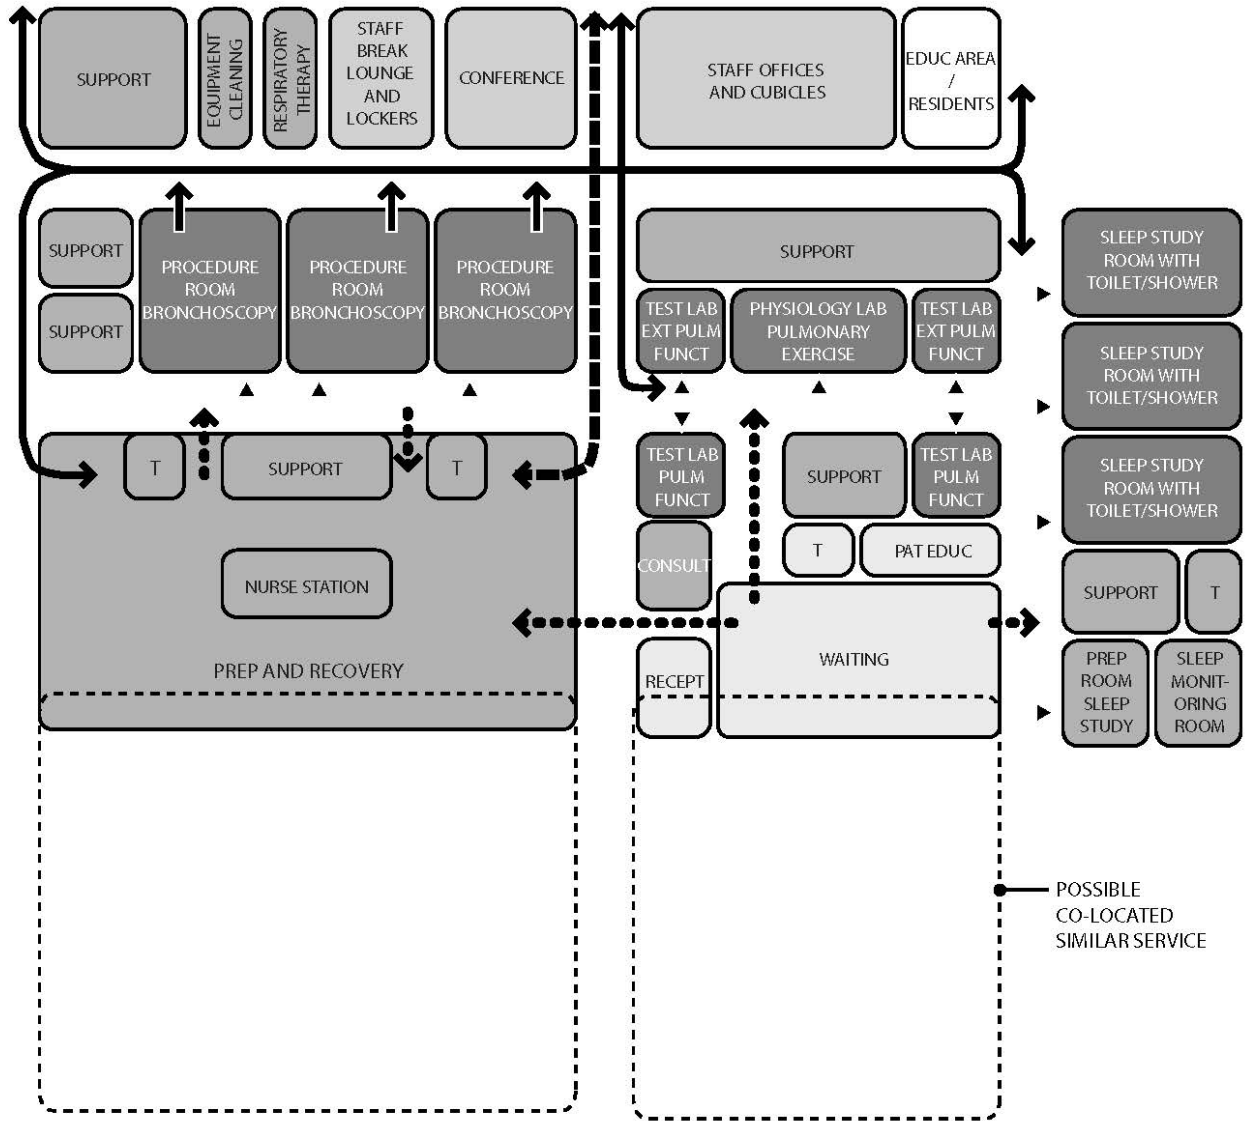 SUPPORT
EQUIPMENT
CLEANING
RESPIRATORY
THERAPY
STAFF
BREAK
LOUNGE
AND
LOCKERS
CONFERENCE
STAFF OFFICES
AND CUBICLES
EDUC AREA
/
RESIDENTS
SUPPORT
SUPPORT
PROCEDURE
ROOM
BRONCHOSCOPY
PROCEDURE
ROOM
BRONCHOSCOPY
PROCEDURE
ROOM
BRONCHOSCOPY
SUPPORT
TEST LAB
EXT PULM
FUNCT
PHYSIOLOGY LAB
PULMONARY
EXERCISE
TEST LAB
EXT PULM
FUNCT
SLEEP STUDY
ROOM WITH
TOILET/SHOWER
SLEEP STUDY
ROOM WITH
TOILET/SHOWER
SLEEP STUDY
ROOM WITH
TOILET/SHOWER
T
SUPPORT
T
NURSE STATION
PREP AND RECOVERY
TEST LAB
PULM
FUNCT
SUPPORT
TEST LAB
PULM
FUNCT
CONSULT
T
PAT EDUC
RECEPT
WAITING
SUPPORT
T
PREP
ROOM
SLEEP
STUDY
SLEEP
MONIT-
ORING
ROOM
POSSIBLE
CO-LOCATED
SIMILAR SERVICE